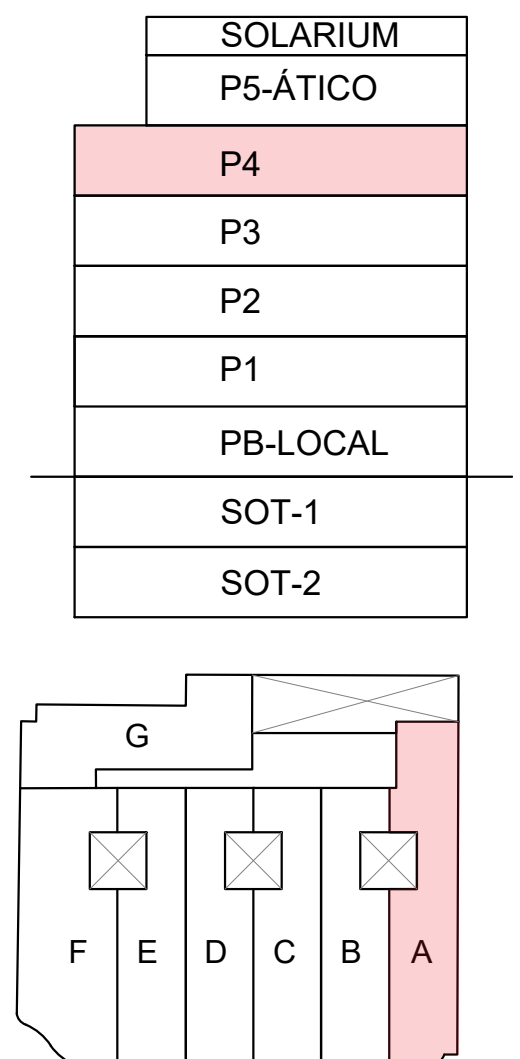 SOLARIUM
P5-ÁTICO
P4
P3
P2
P1
PB-LOCAL
SOT-1
SOT-2
G
F E D C B A